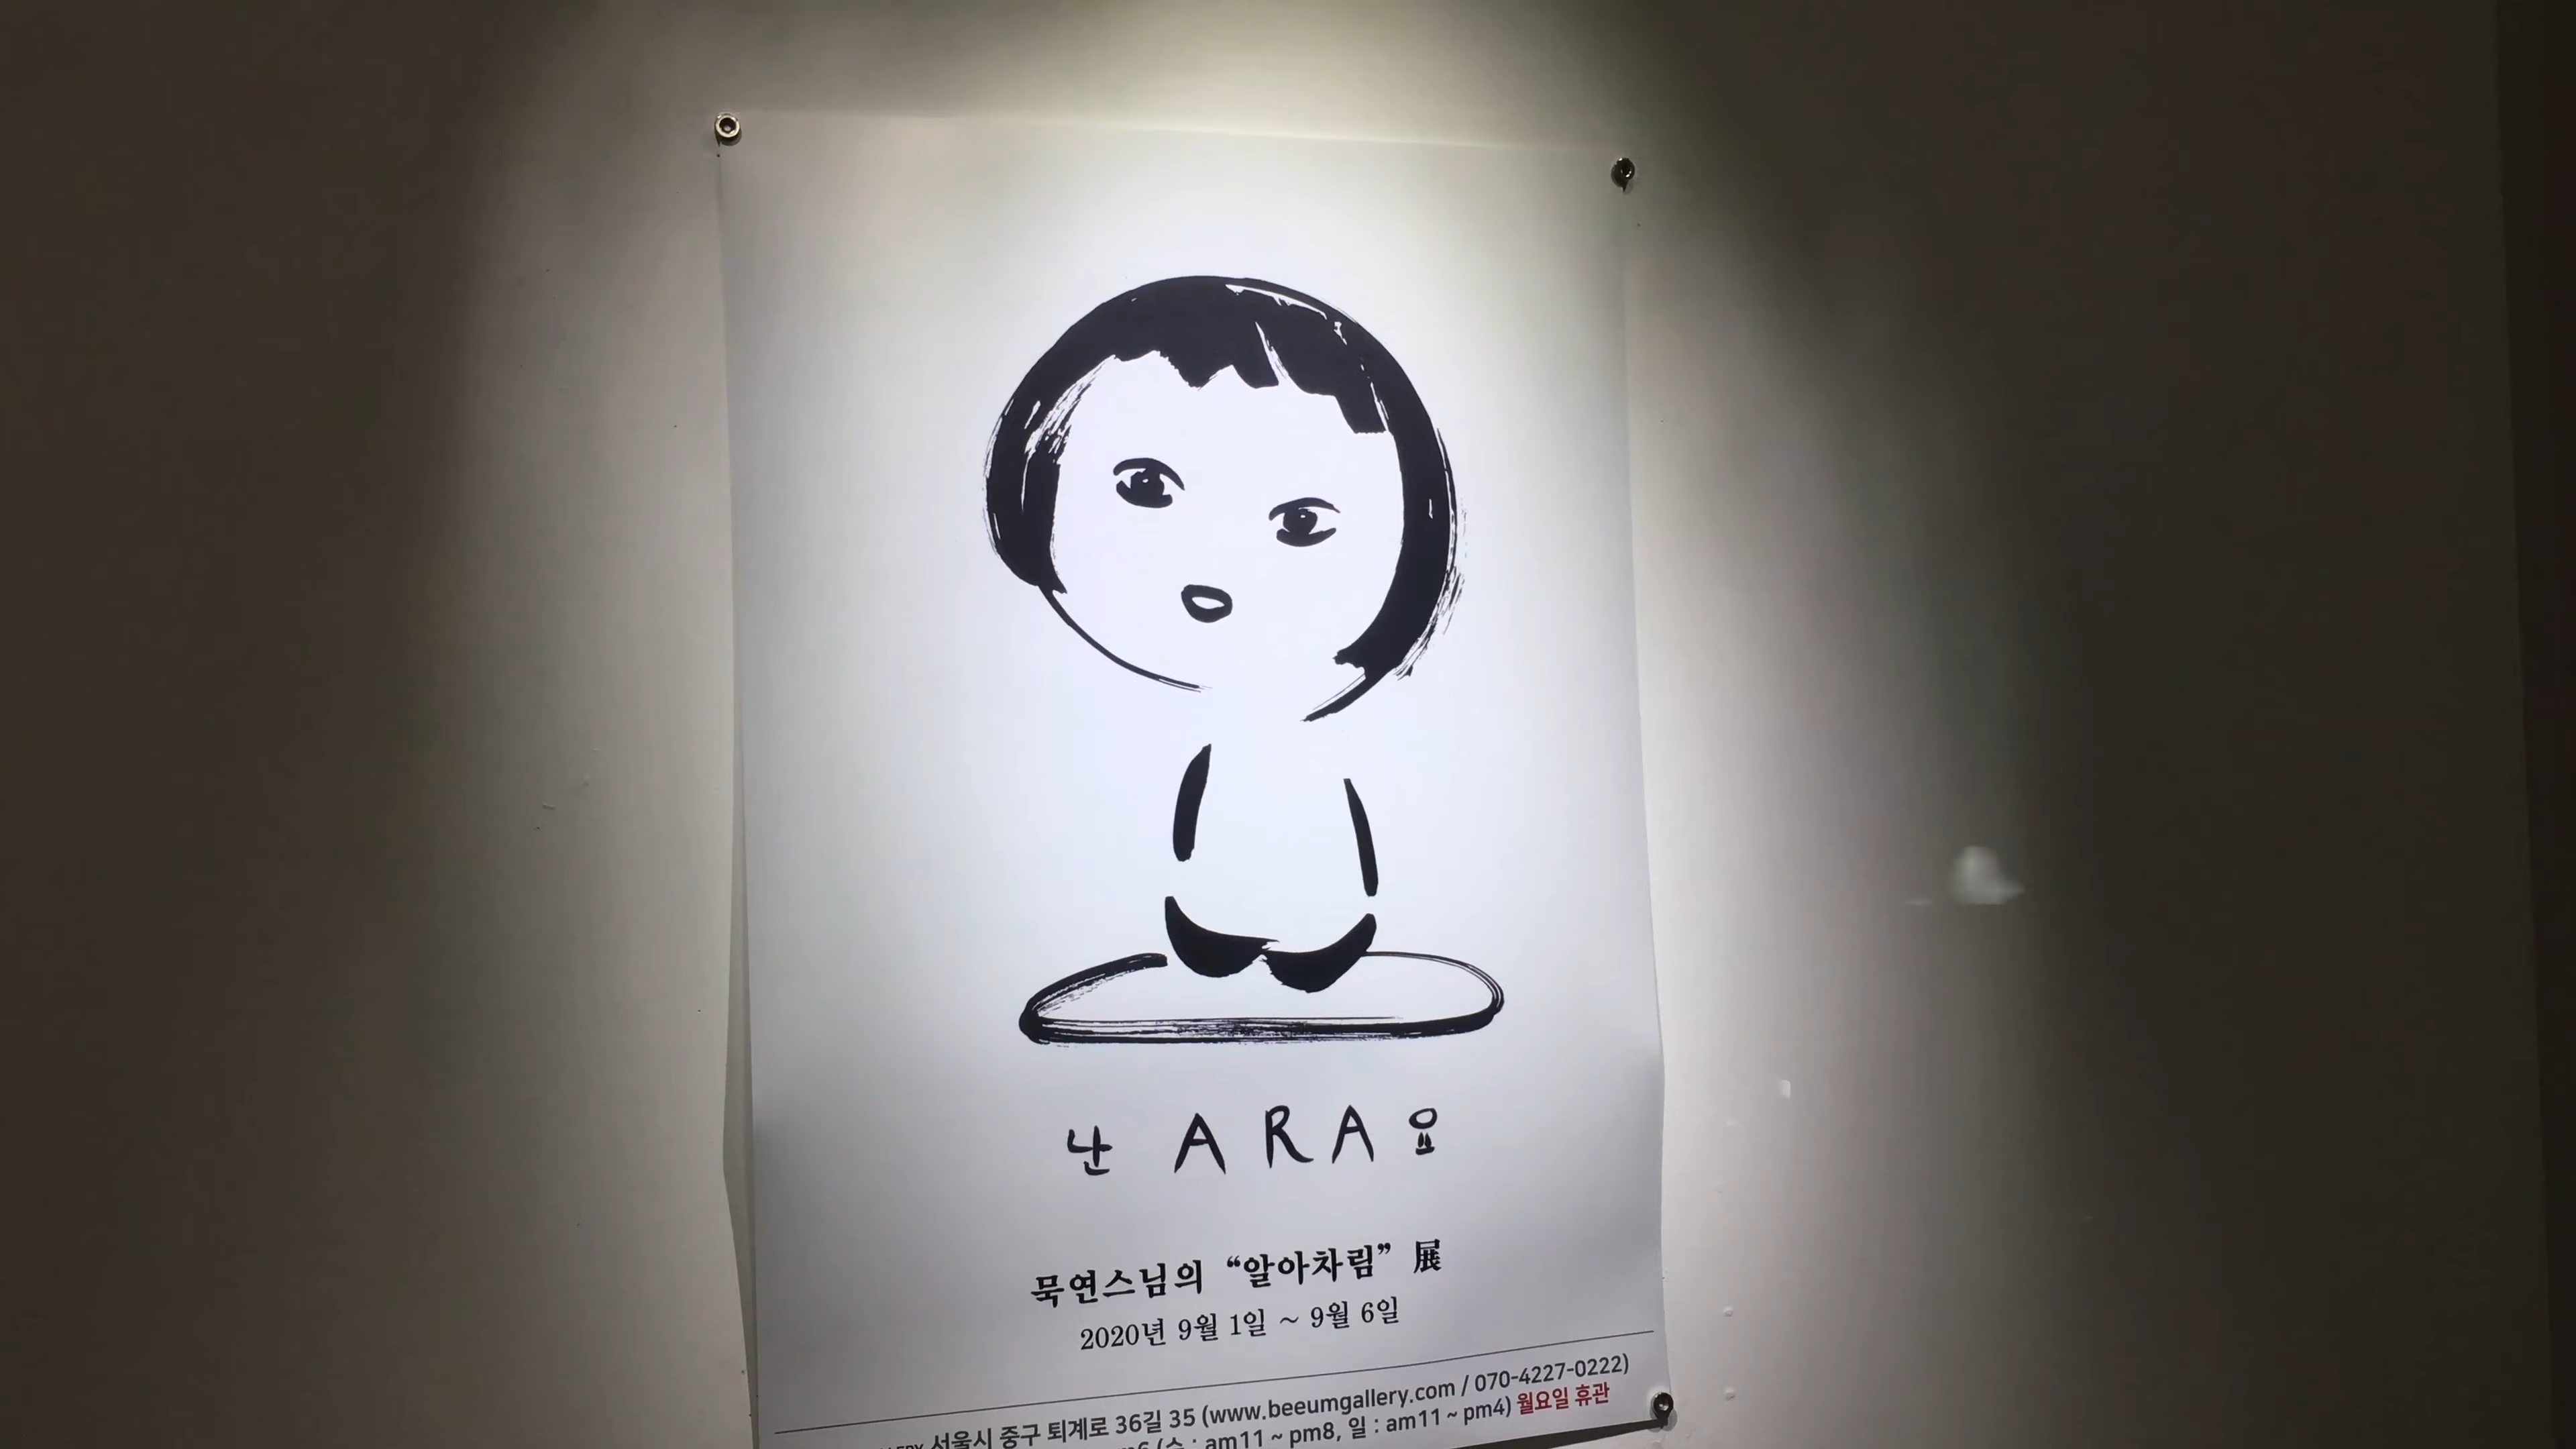 난 ARA요
묵연스님의 “알아차림” 展
2020년 9월 1일 ~ 9월 6일
서울시 중구 퇴계로 36길 35 (www.beeumgallery.com / 070-4227-0222)
am11 ~ pm8, 일 : am11 ~ pm4) 월요일 휴관